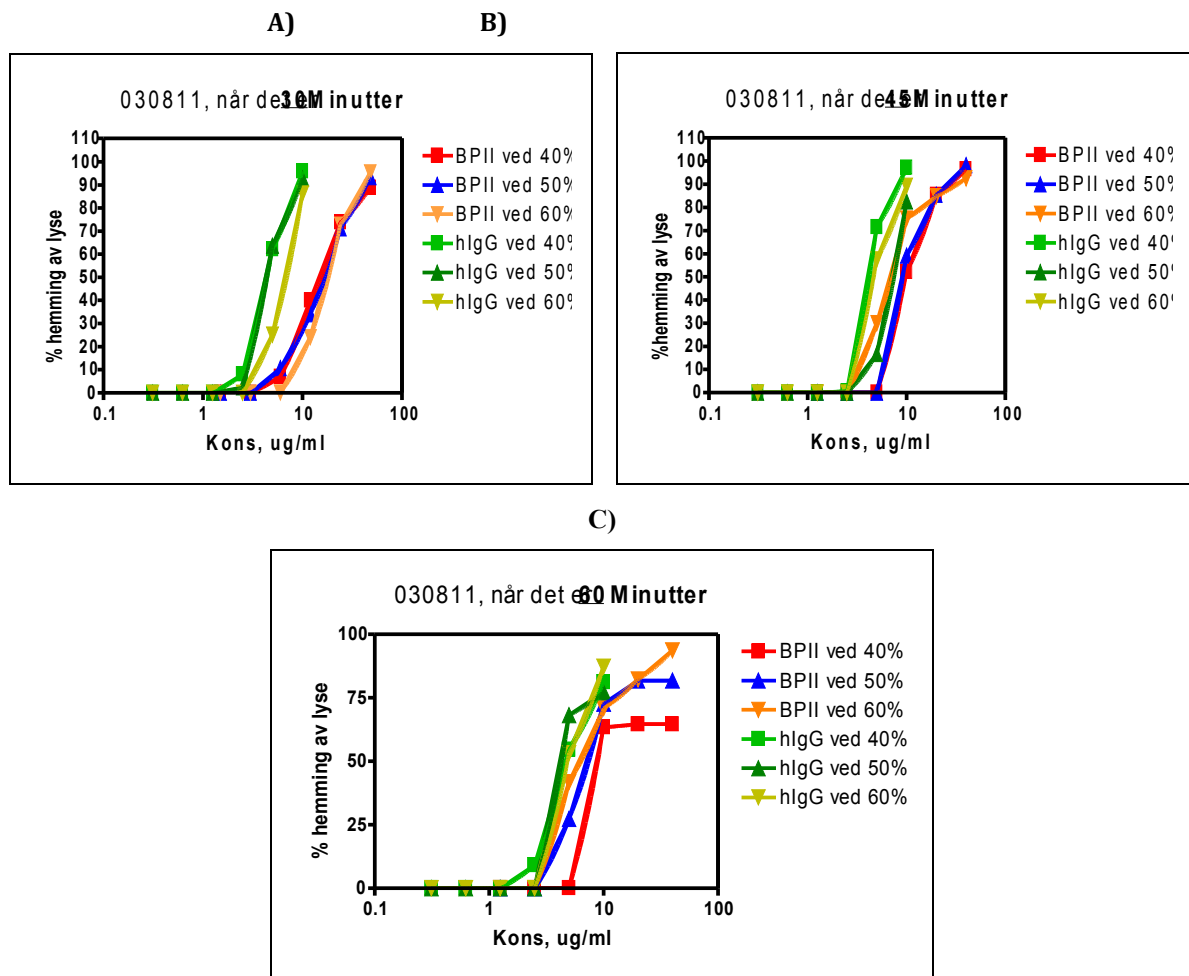 A) B)
030811, når det er 30Minutter
% hemming av lyse
110
100
90
80
70
60
50
40
30
20
10
0
0.1 1 10 100
Kons, ug/ml
BPII ved 40%
BPII ved 50%
BPII ved 60%
hIgG ved 40%
hIgG ved 50%
hIgG ved 60%
030811, når det er 45Minutter
%hemming av lyse
110
100
90
80
70
60
50
40
30
20
10
0
0.1 1 10 100
Kons, ug/ml
BPII ved 40%
BPII ved 50%
BPII ved 60%
hIgG ved 40%
hIgG ved 50%
hIgG ved 60%
C)
030811, når det er 60 Minutter
% hemming av lyse
100
75
50
25
0
0.1 1 10 100
Kons, ug/ml
BPII ved 40%
BPII ved 50%
BPII ved 60%
hIgG ved 40%
hIgG ved 50%
hIgG ved 60%